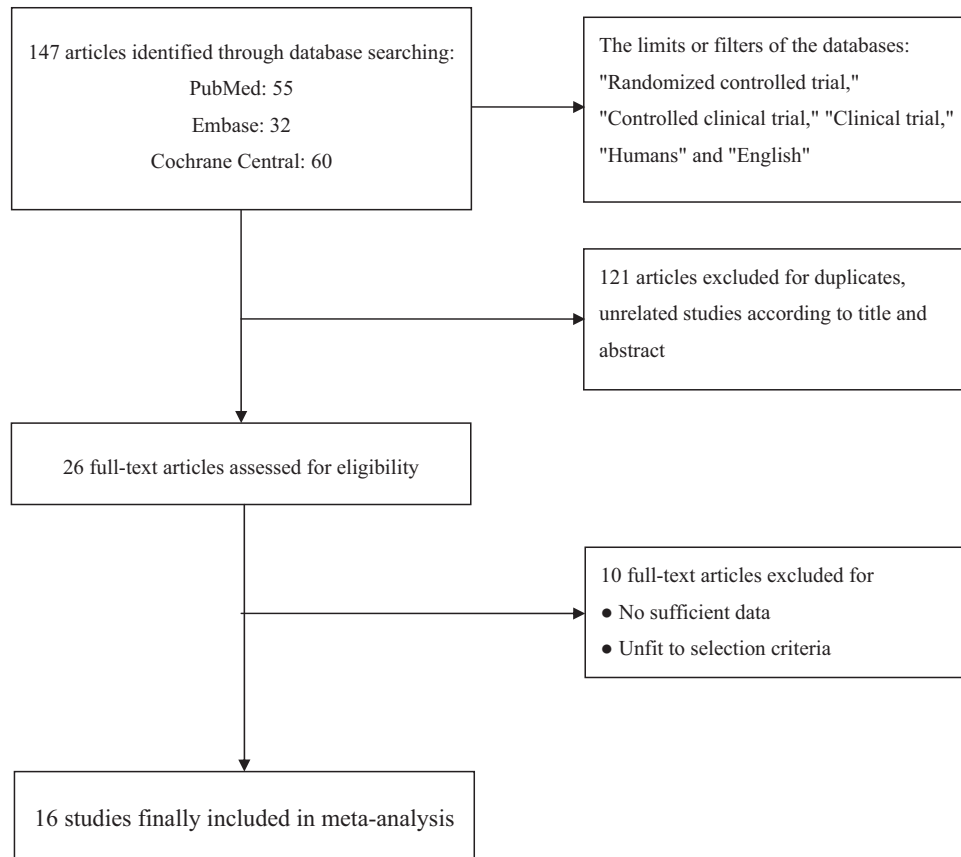 147 articles identified through database searching:
PubMed: 55
Embase: 32
Cochrane Central: 60
The limits or filters of the databases:
"Randomized controlled trial,"
"Controlled clinical trial," "Clinical trial,"
"Humans" and "English"
121 articles excluded for duplicates,
unrelated studies according to title and
abstract
26 full-text articles assessed for eligibility
10 full-text articles excluded for
● No sufficient data
● Unfit to selection criteria
16 studies finally included in meta-analysis